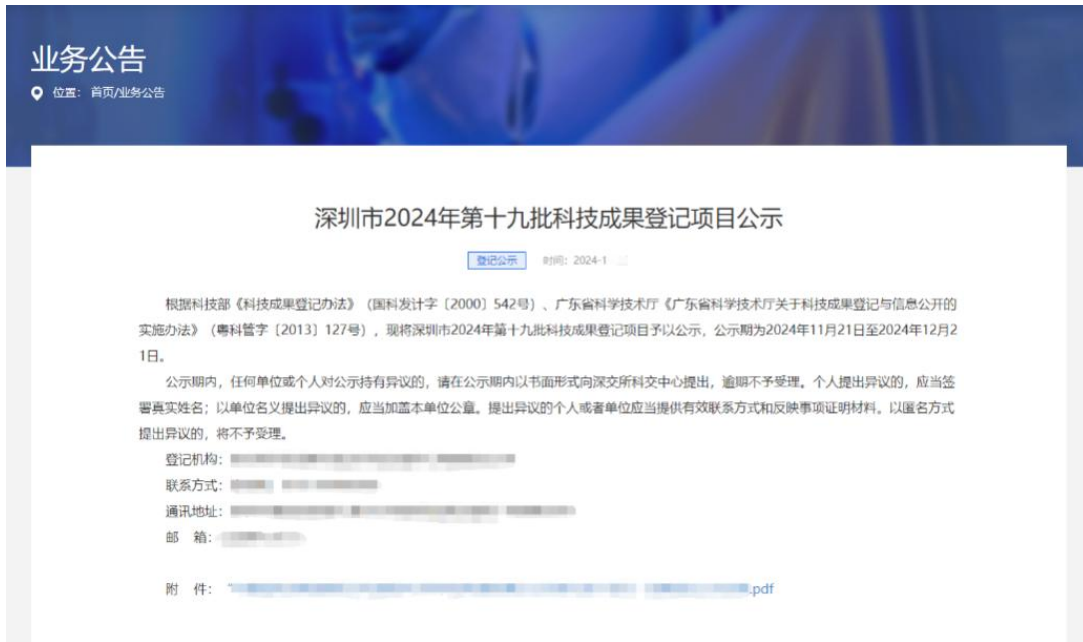 业务公告
位置: 首页/业务公告
深圳市2024年第十九批科技成果登记项目公示
登记公示 时间: 2024-1
根据科技部《科技成果登记办法》(国科发计字〔2000〕542号)、广东省科学技术厅《广东省科学技术厅关于科技成果登记与信息公开的
实施办法》(粤科管字〔2013〕127号),现将深圳市2024年第十九批科技成果登记项目予以公示,公示期为2024年11月21日至2024年12月2
1日。
公示期内,任何单位或个人对公示持有异议的,请在公示期内以书面形式向深交所科交中心提出,逾期不予受理。个人提出异议的,应当签
署真实姓名;以单位名义提出异议的,应当加盖本单位公章。提出异议的个人或者单位应当提供有效联系方式和反映事项证明材料。以匿名方式
提出异议的,将不予受理。
登记机构:
联系方式:
通讯地址:
邮 箱:
附 件: .pdf